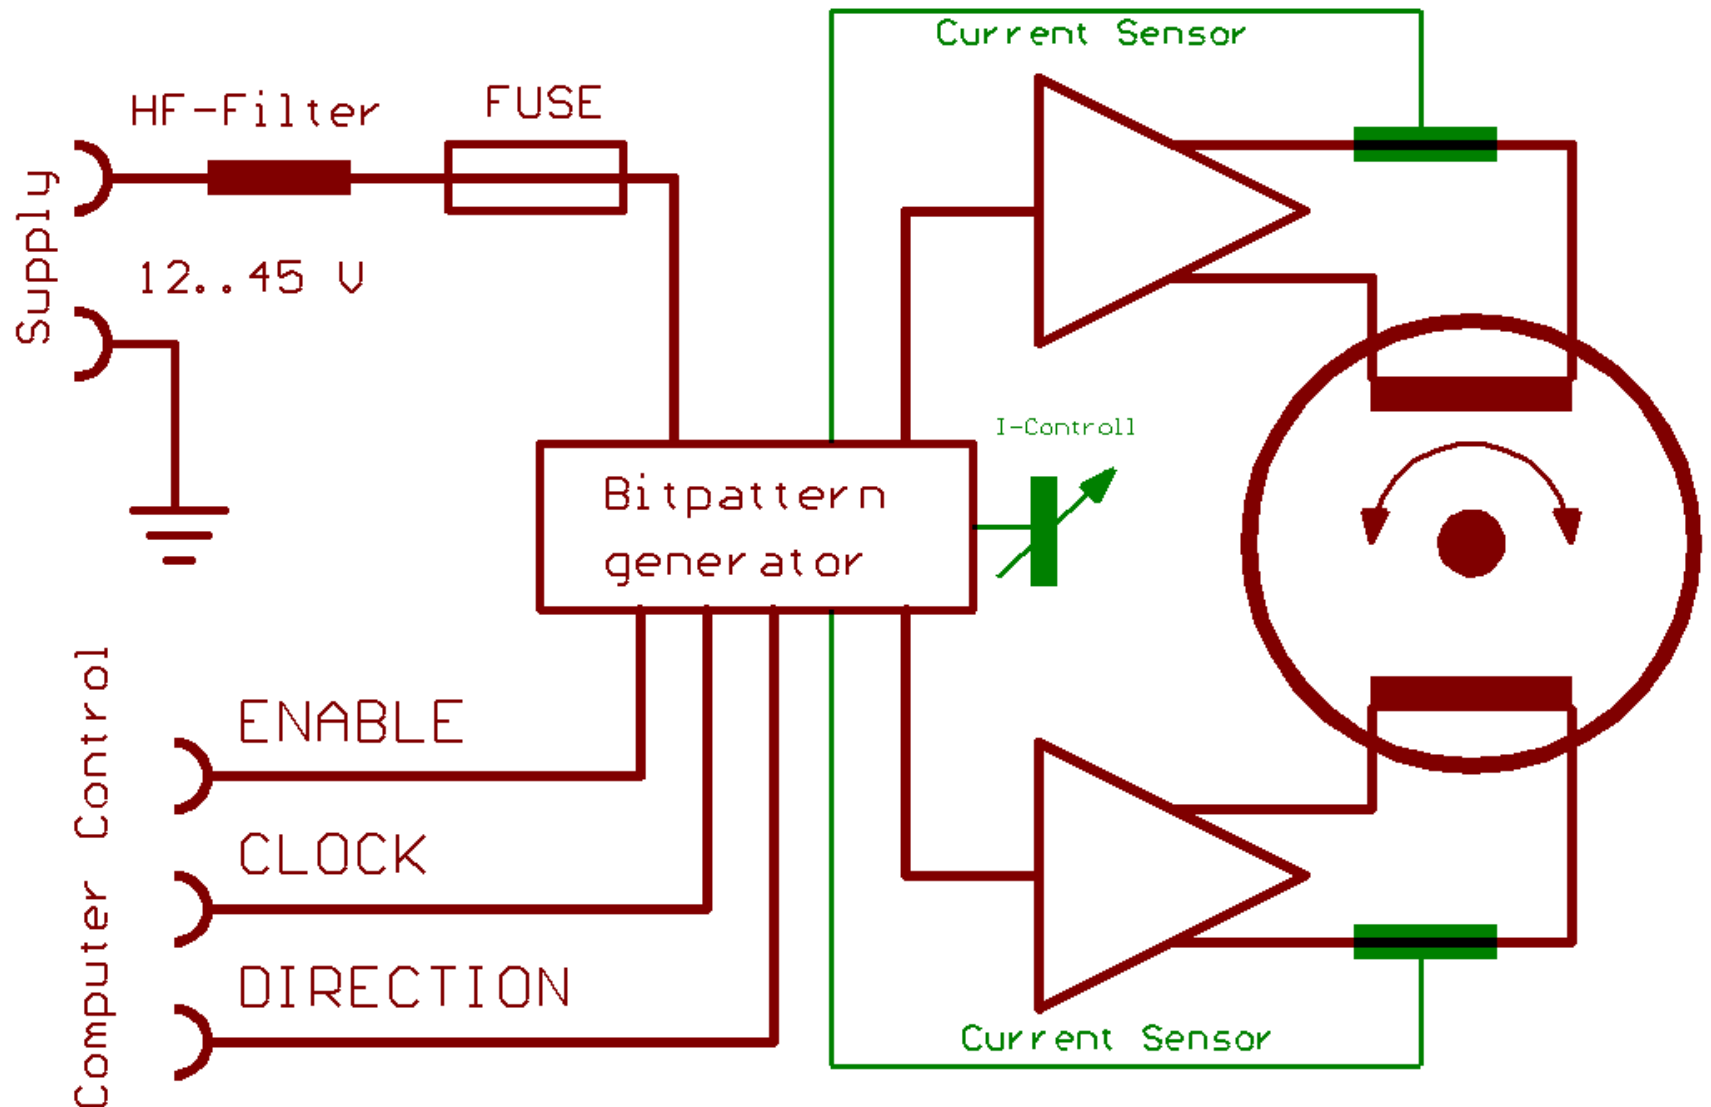 Current Sensor
HF-Filter
FUSE
Supply
12..45 V
I-Controll
Bitpattern
generator
Computer Control
ENABLE
CLOCK
DIRECTION
Current Sensor